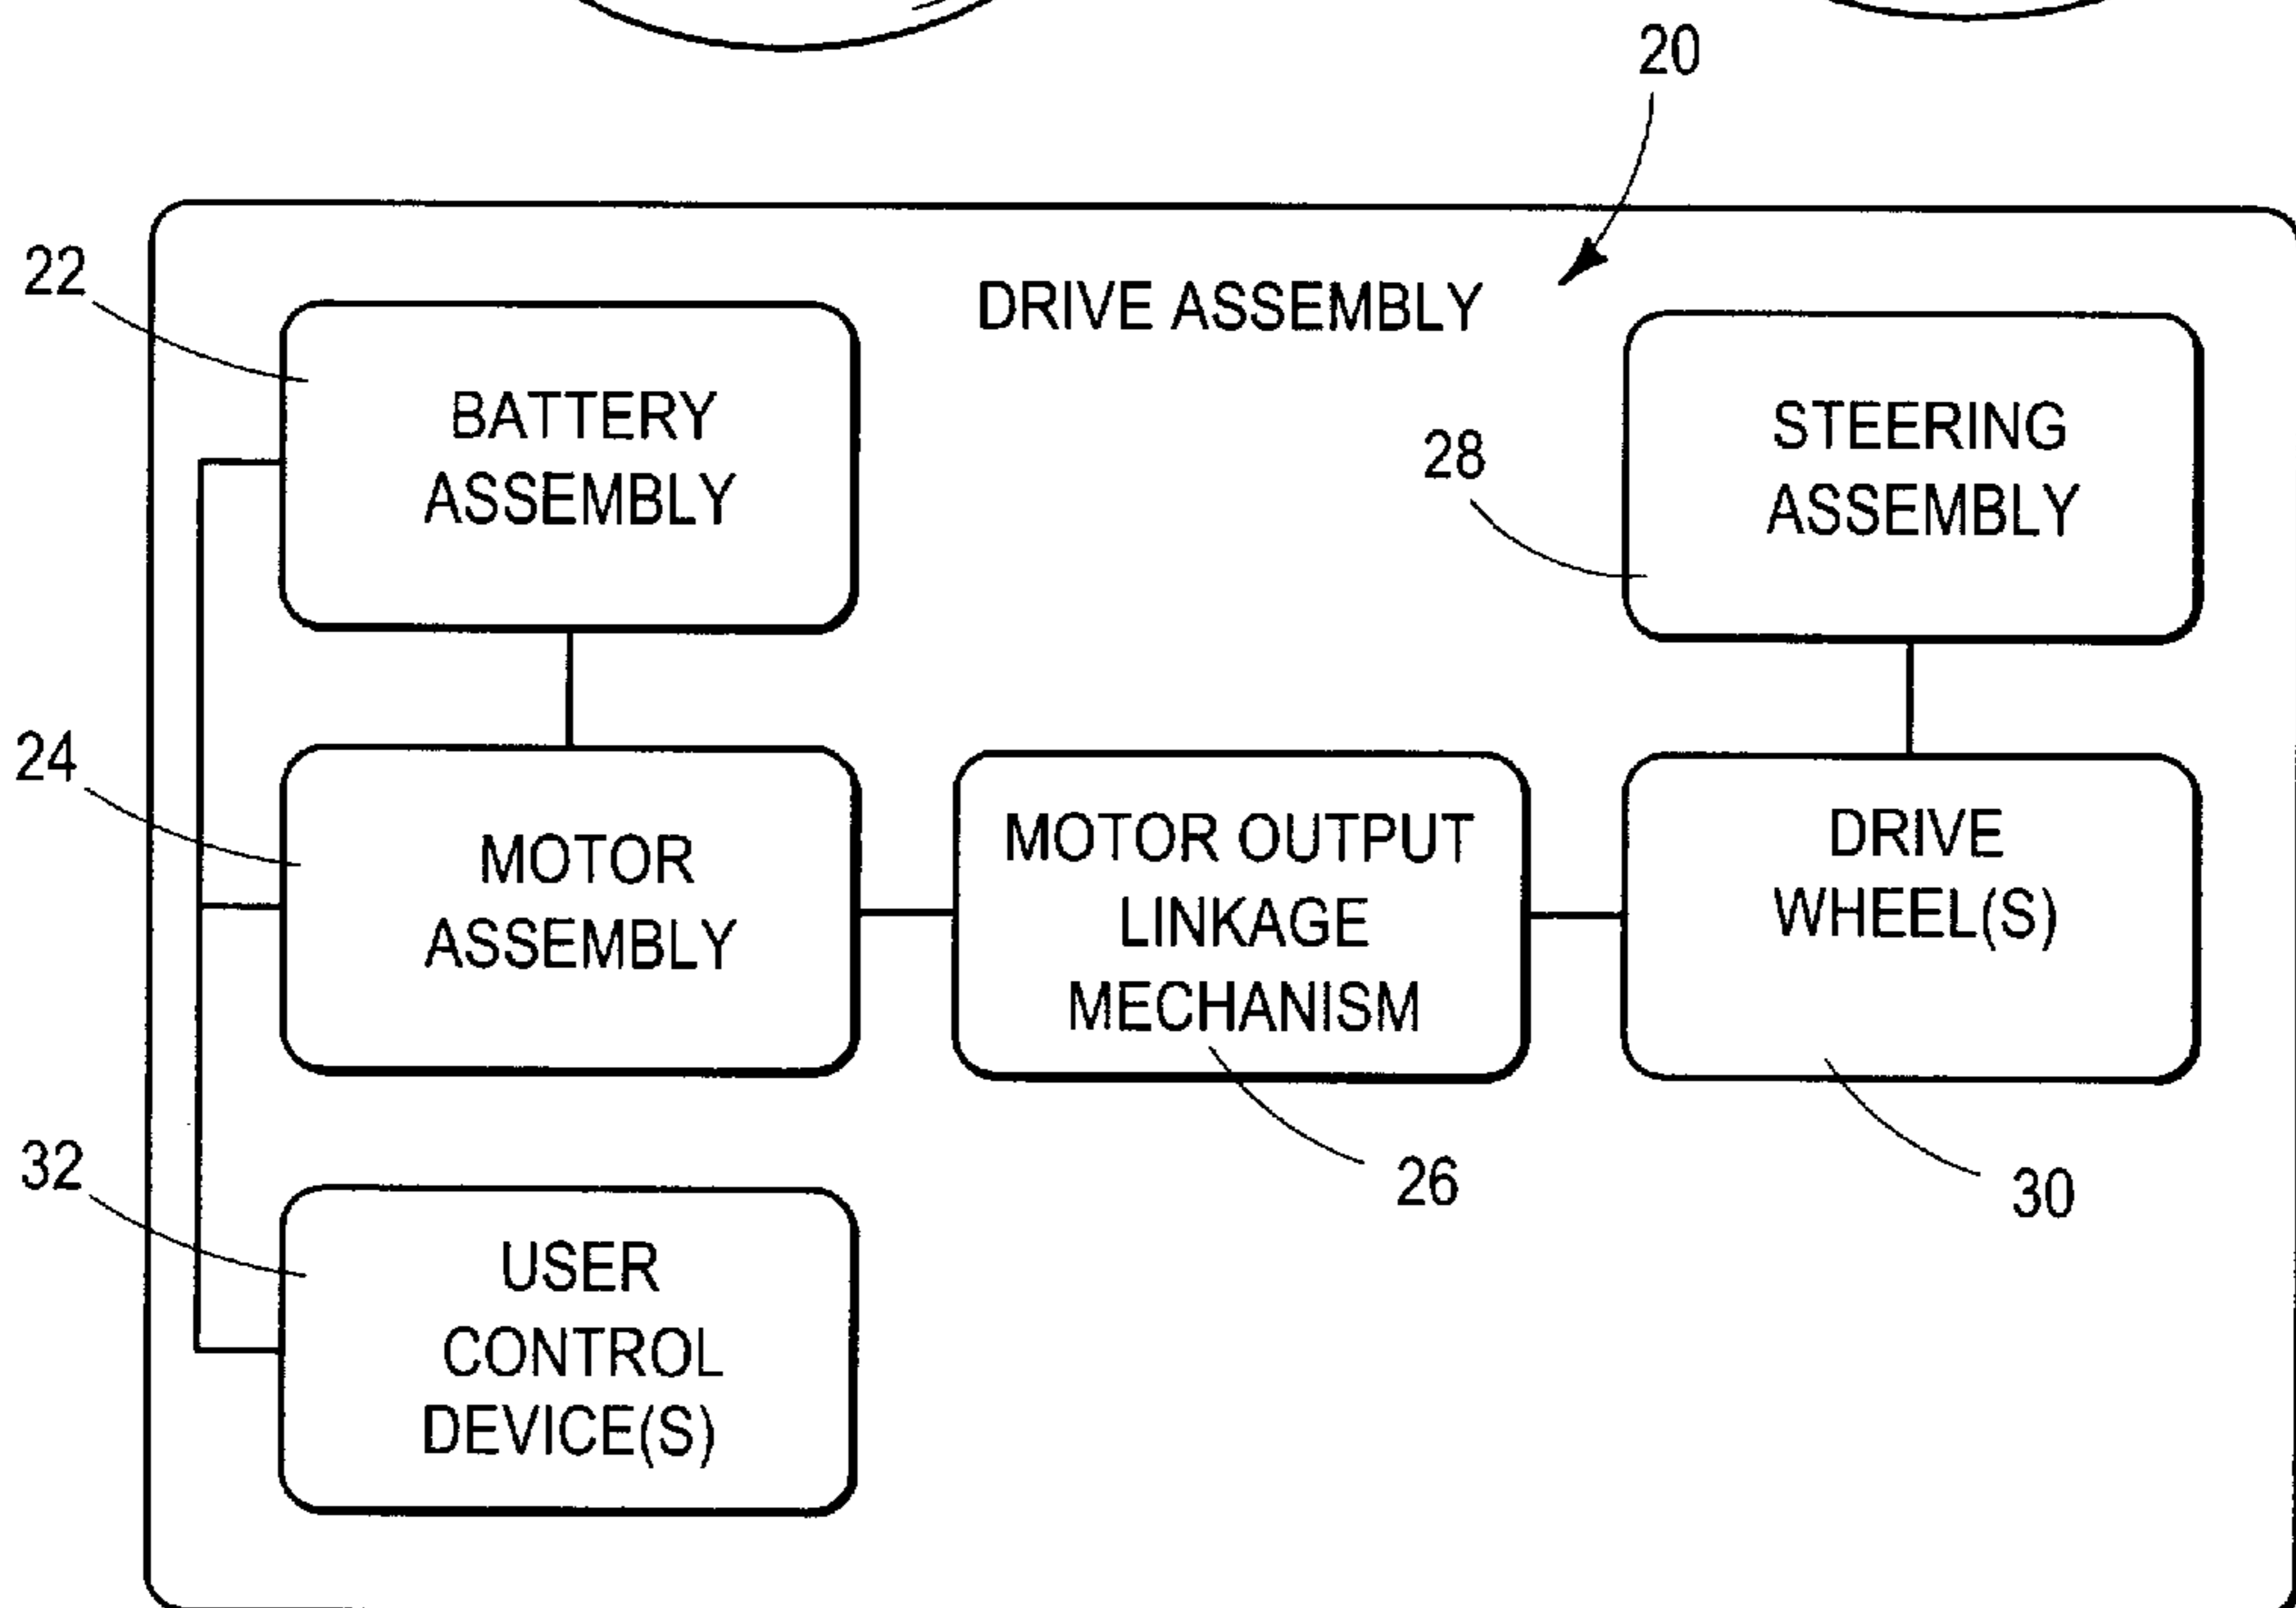 20
22
DRIVE ASSEMBLY
BATTERY
ASSEMBLY
28
STEERING
ASSEMBLY
24
MOTOR
ASSEMBLY
MOTOR OUTPUT
LINKAGE
MECHANISM
DRIVE
WHEEL(S)
32
26
30
USER
CONTROL
DEVICE(S)